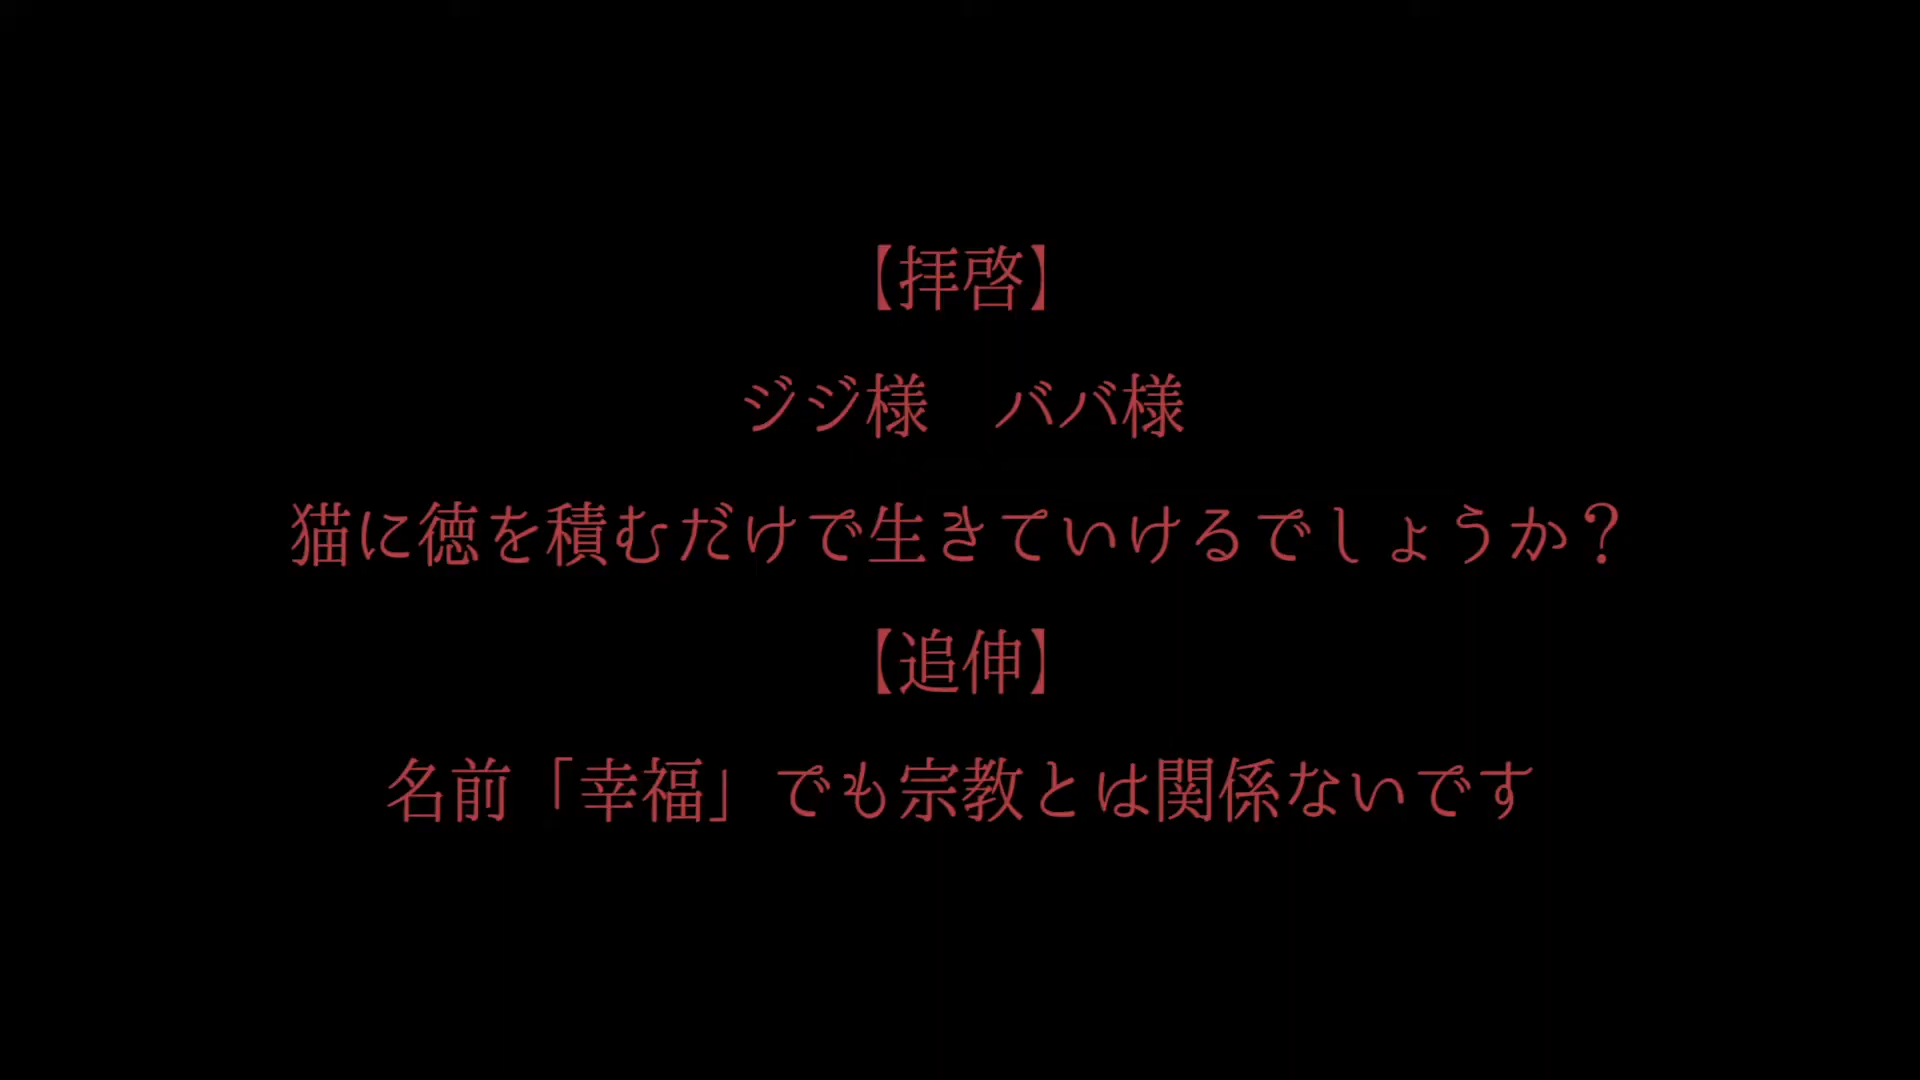 【拝啓】
ジジ様　ババ様
猫に徳を積むだけで生きていけるでしょうか？
【追伸】
名前「幸福」でも宗教とは関係ないです